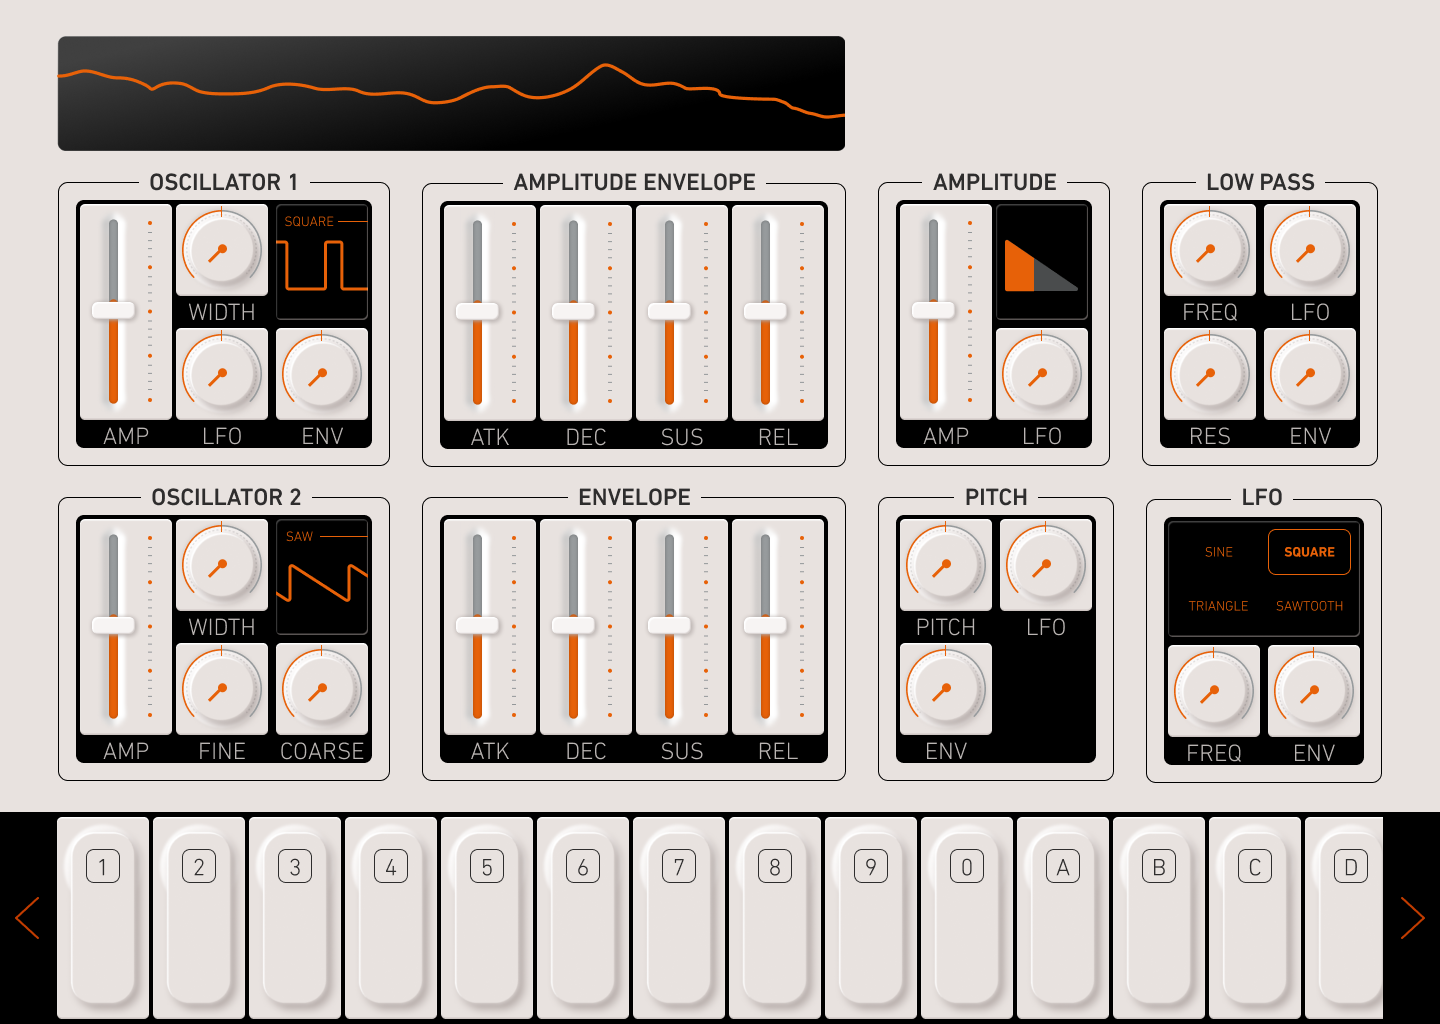 OSCILLATOR 1
SQUARE
WIDTH
AMP
LFO
ENV
AMPLITUDE ENVELOPE
ATK
DEC
SUS
REL
AMPLITUDE
AMP
LFO
LOW PASS
FREQ
LFO
RES
ENV
OSCILLATOR 2
SAW
WIDTH
AMP
FINE
COARSE
ENVELOPE
ATK
DEC
SUS
REL
PITCH
PITCH
LFO
ENV
LFO
SINE
SQUARE
TRIANGLE
SAWTOOTH
FREQ
ENV
1
2
3
4
5
6
7
8
9
0
A
B
C
D